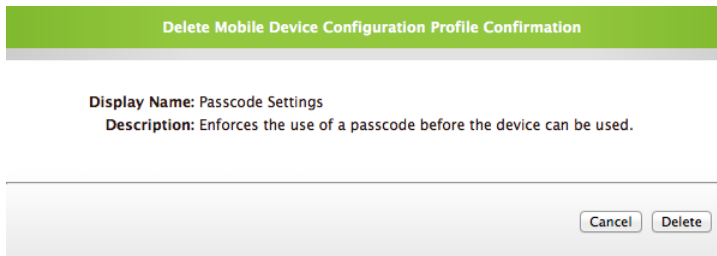 Delete Mobile Device Configuration Profile Confirmation
Display Name: Passcode Settings
Description: Enforces the use of a passcode before the device can be used.
Cancel Delete